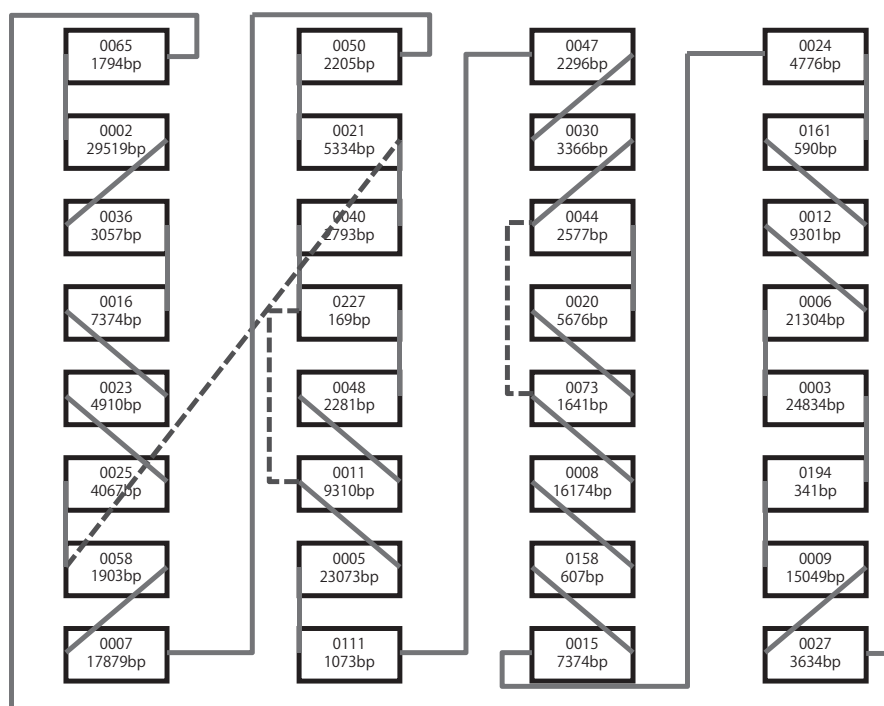 0065
1794bp
0002
29519bp
0036
3057bp
0016
7374bp
0023
4910bp
0025
4067bp
0058
1903bp
0007
17879bp
0050
2205bp
0021
5334bp
0040
2793bp
0227
169bp
0048
2281bp
0011
9310bp
0005
23073bp
0111
1073bp
0047
2296bp
0030
3366bp
0044
2577bp
0020
5676bp
0073
1641bp
0008
16174bp
0158
607bp
0015
7374bp
0024
4776bp
0161
590bp
0012
9301bp
0006
21304bp
0003
24834bp
0194
341bp
0009
15049bp
0027
3634bp